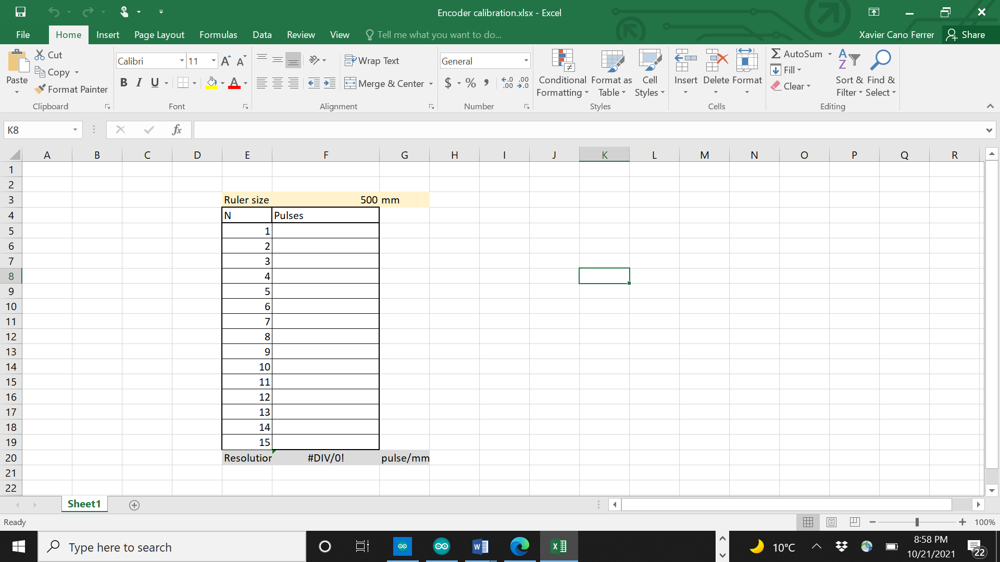 Encoder calibration.xlsx - Excel
File Home Insert Page Layout Formulas Data Review View Tell me what you want to do... Xavier Cano Ferrer Share
Paste
Cut
Copy
Format Painter
Clipboard
Calibri 11 A A
B I U A
Font
Wrap Text
Merge & Center
Alignment
General
$ % , ←.0 .00 .00 →.0
Number
Conditional Formatting
Format as Table
Cell Styles
Styles
Insert Delete Format
Cells
AutoSum
Fill
Clear
Sort & Filter
Find & Select
Editing
K8 fx
A B C D E F G H I J K L M N O P Q R
1
2
3 Ruler size 500 mm
4 N Pulses
5 1
6 2
7 3
8 4
9 5
10 6
11 7
12 8
13 9
14 10
15 11
16 12
17 13
18 14
19 15
20 Resolution #DIV/0! pulse/mm
21
22
Sheet1
Ready 100%
Type here to search 10°C 8:58 PM
10/21/2021 22